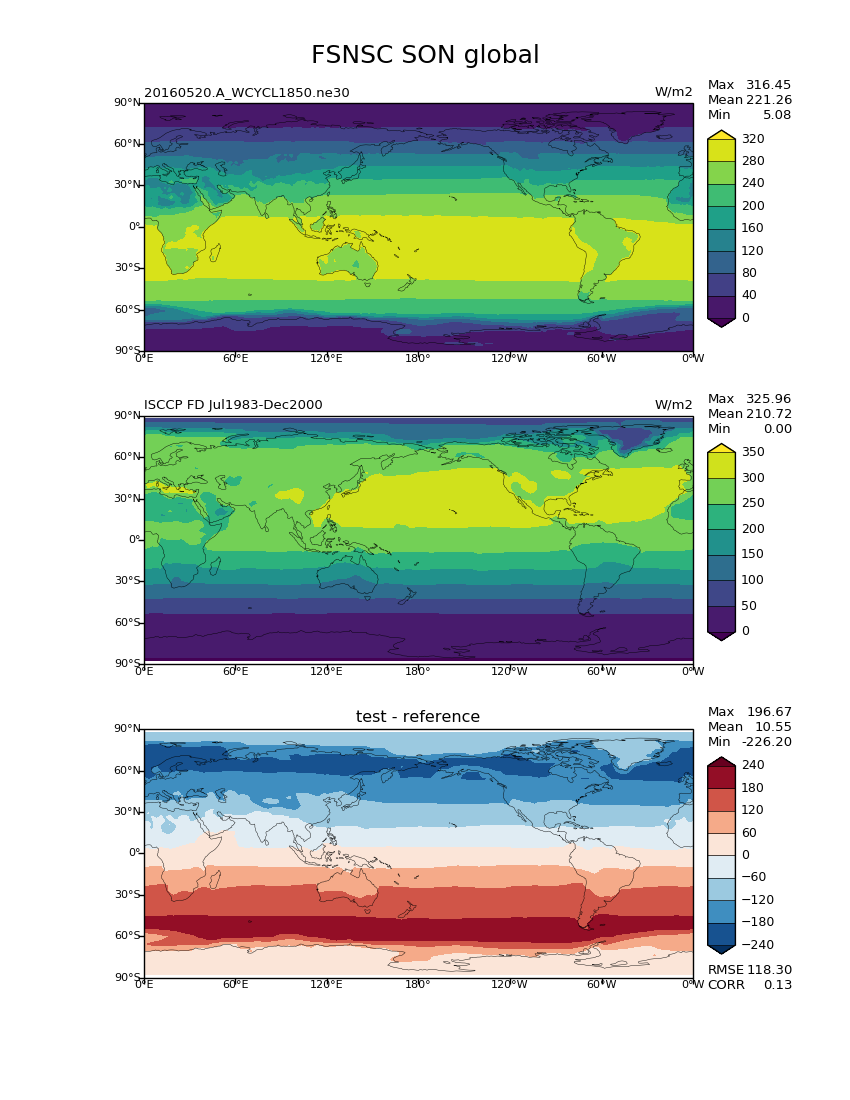 FSNSC SON global
20160520.A_WCYCL1850.ne30 W/m2
Max 316.45
Mean 221.26
Min 5.08
90°N
60°N
30°N
0°
30°S
60°S
90°S
0°E 60°E 120°E 180° 120°W 60°W 0°W
320
280
240
200
160
120
80
40
0
ISCCP FD Jul1983-Dec2000 W/m2
Max 325.96
Mean 210.72
Min 0.00
90°N
60°N
30°N
0°
30°S
60°S
90°S
0°E 60°E 120°E 180° 120°W 60°W 0°W
350
300
250
200
150
100
50
0
test - reference
Max 196.67
Mean 10.55
Min -226.20
90°N
60°N
30°N
0°
30°S
60°S
90°S
0°E 60°E 120°E 180° 120°W 60°W 0°W
240
180
120
60
0
−60
−120
−180
−240
RMSE 118.30
CORR 0.13